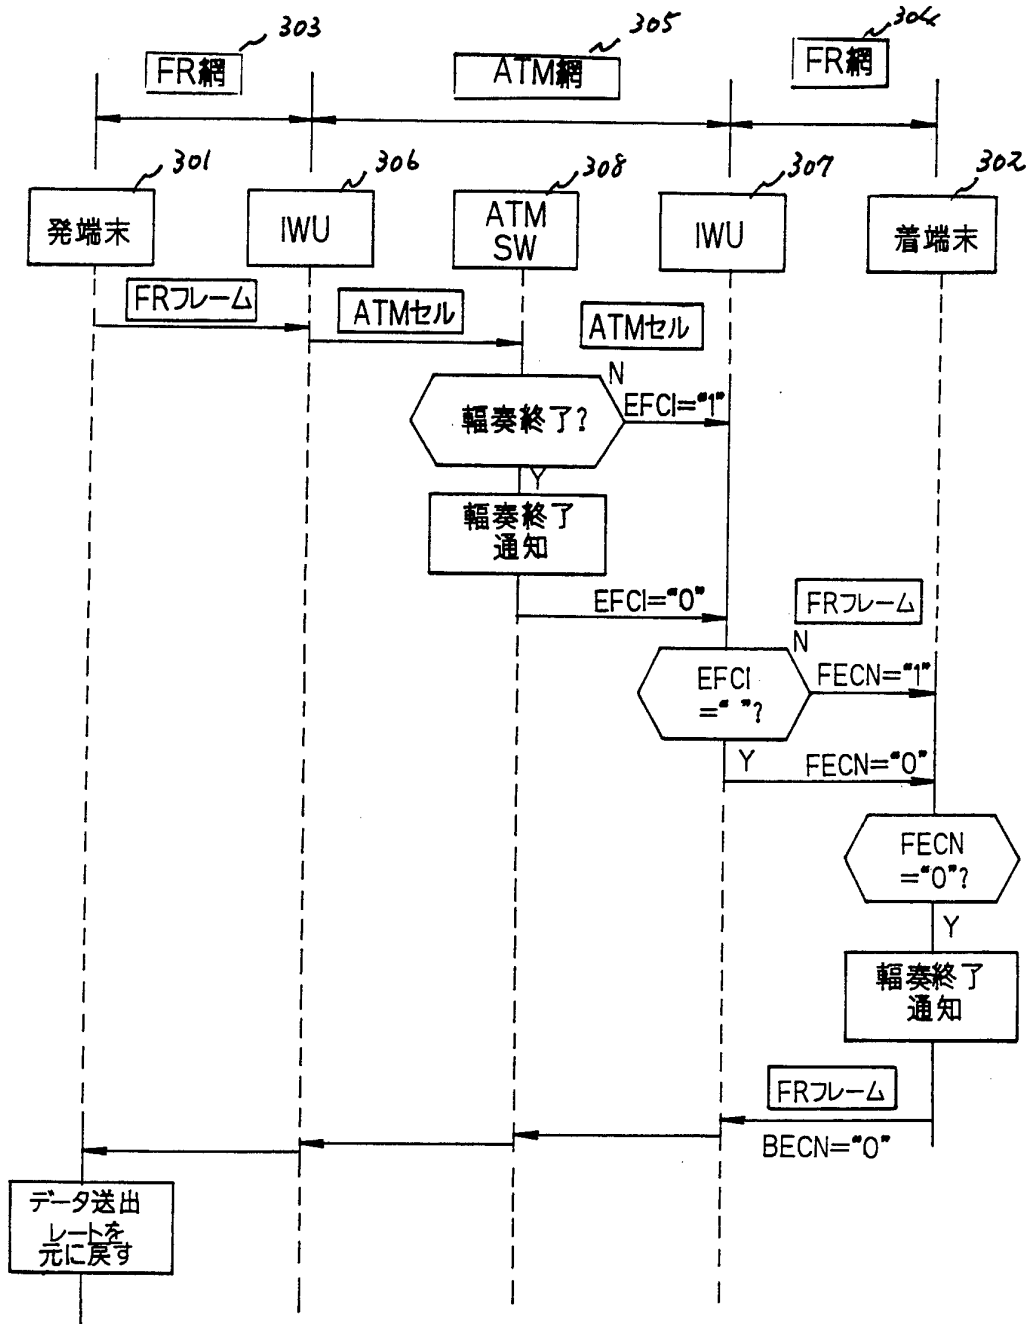 303
305
304
FR網
ATM網
FR網
301
306
308
307
302
発端末
IWU
ATM
SW
IWU
着端末
FRフレーム
ATMセル
ATMセル
N
輻奏終了?
EFCI="1"
Y
輻奏終了
通知
EFCI="0"
FRフレーム
N
EFCI
=" "?
FECN="1"
Y
FECN="0"
FECN
="0"?
Y
輻奏終了
通知
FRフレーム
BECN="0"
データ送出
レートを
元に戻す